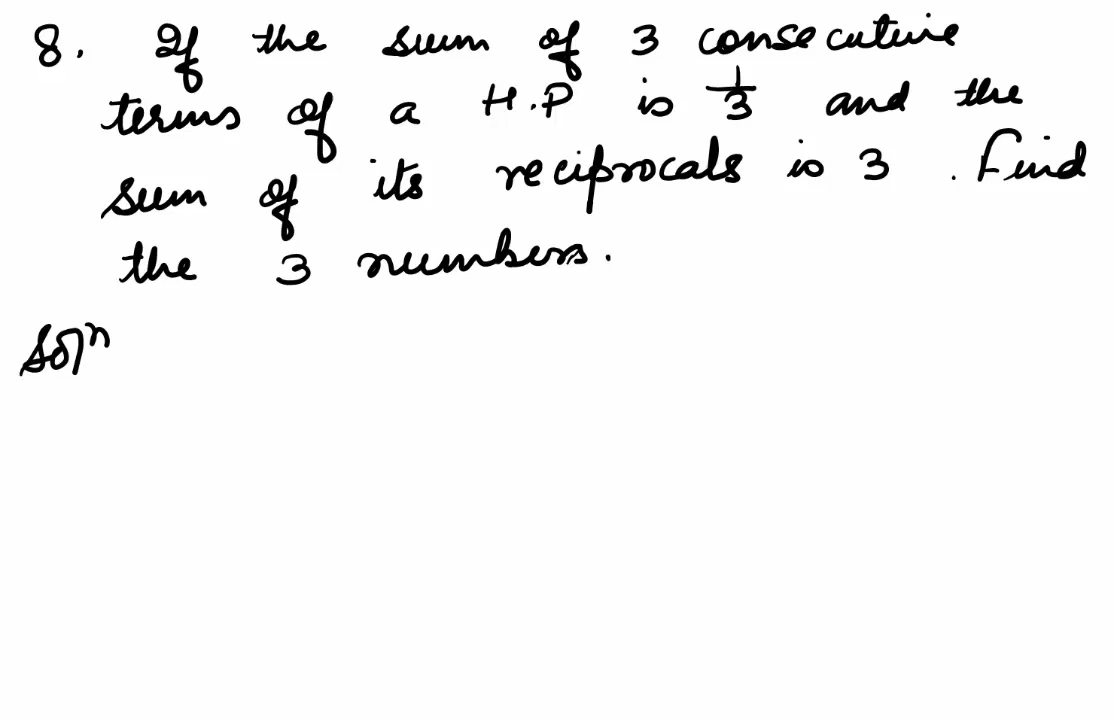 8. If the sum of 3 consecutive
terms of a H.P is 1/3 and the
sum of its reciprocals is 3. Find
the 3 numbers.
Solⁿ